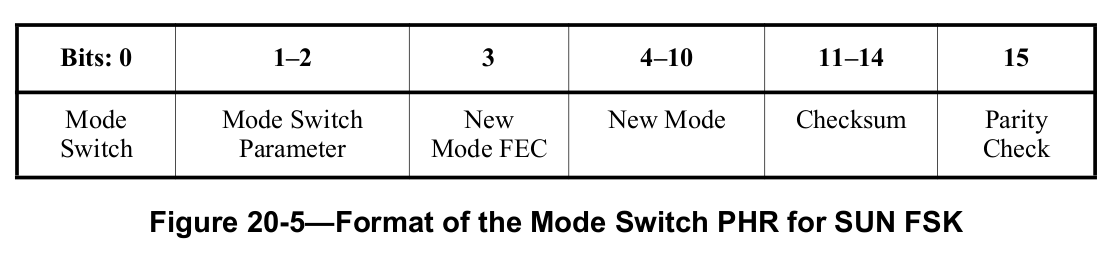 Bits: 0 1–2 3 4–10 11–14 15
Mode Switch Mode Switch Parameter New Mode FEC New Mode Checksum Parity Check
Figure 20-5—Format of the Mode Switch PHR for SUN FSK